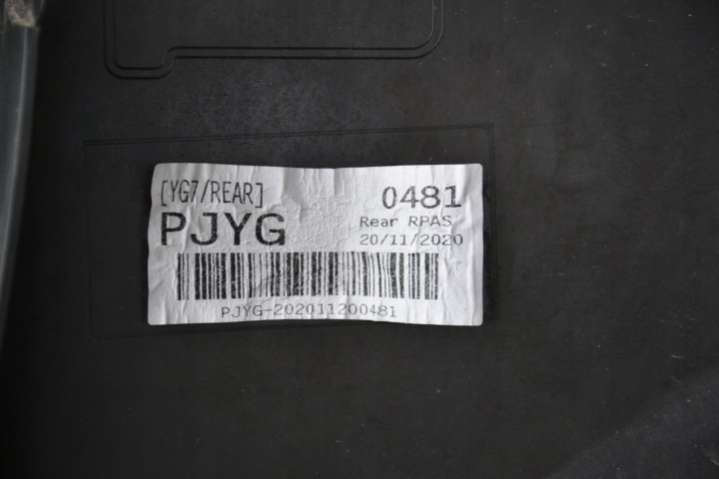 [YG7/REAR] 0481
PJYG Rear RPAS
20/11/2020
PJYG-202011200481